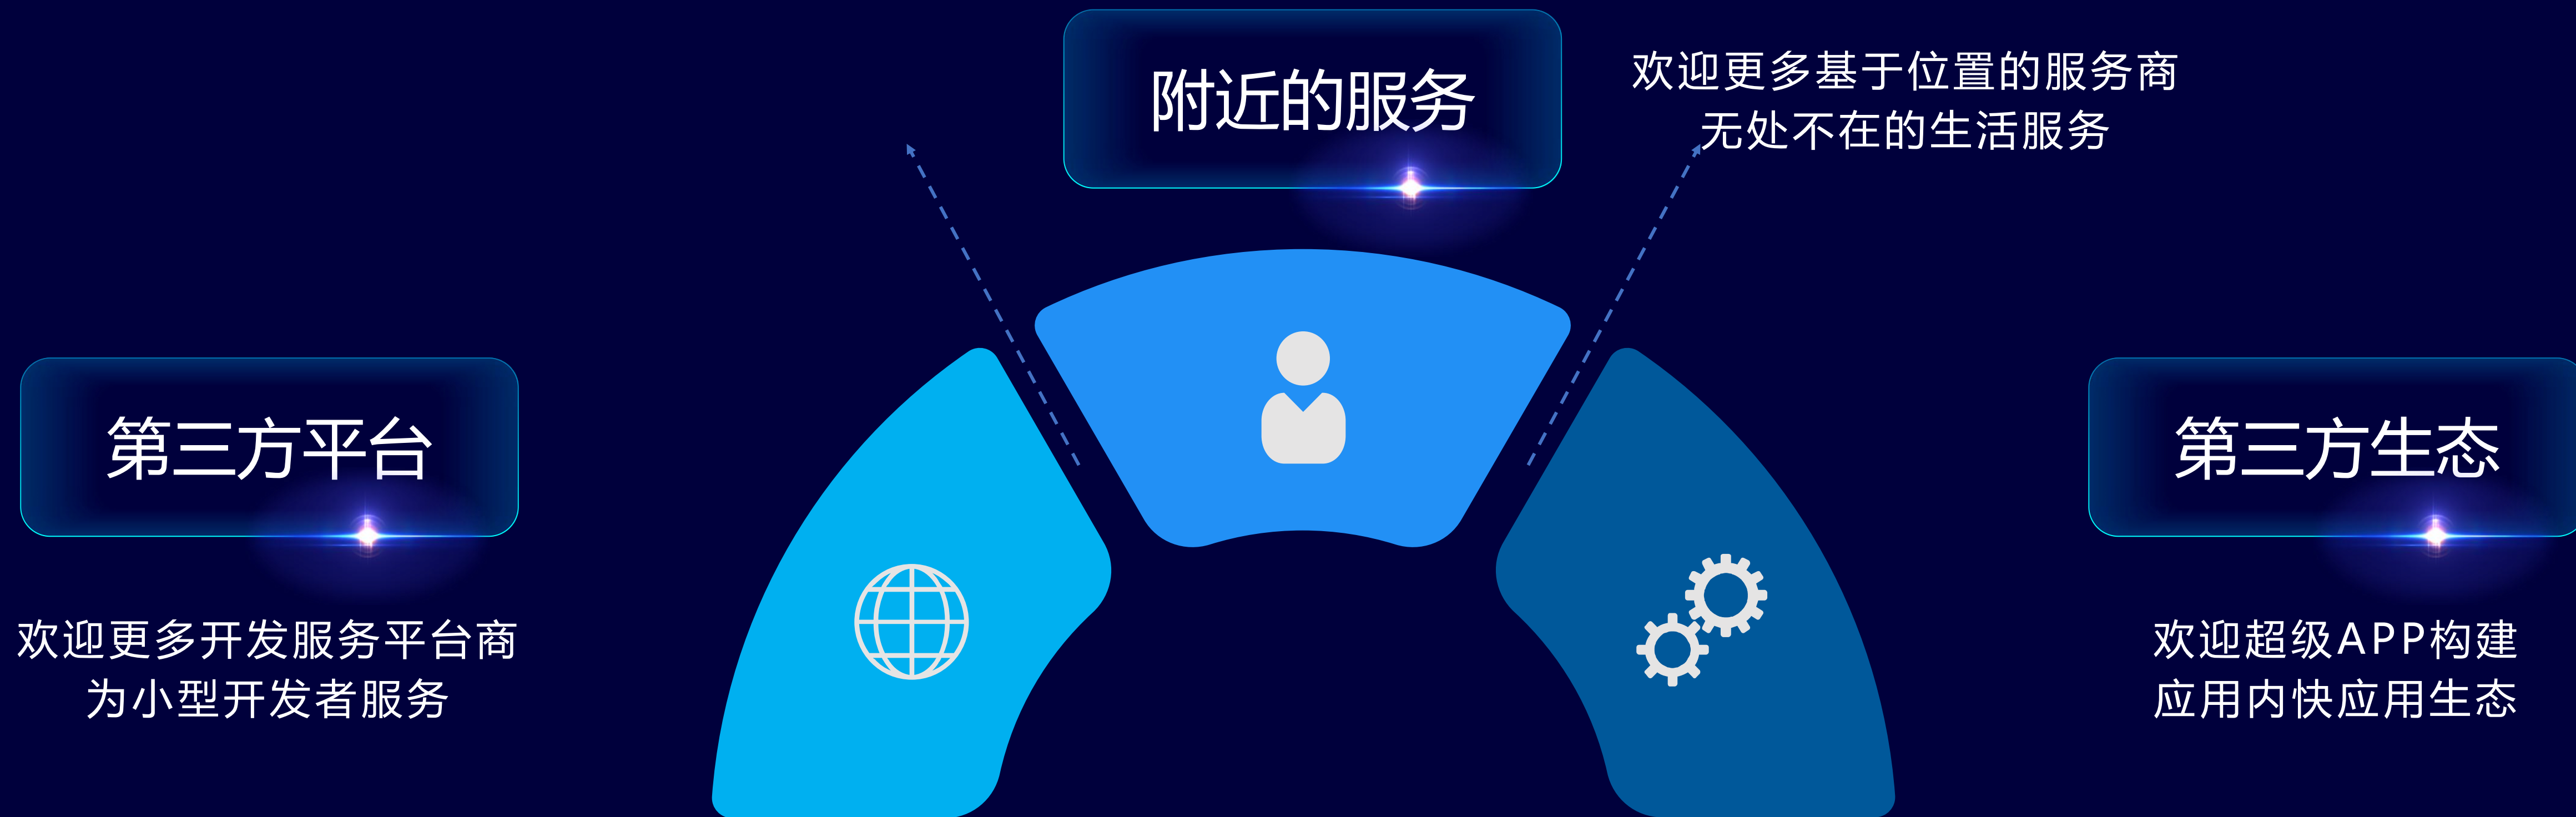 附近的服务
欢迎更多基于位置的服务商
无处不在的生活服务
第三方平台
欢迎更多开发服务平台商
为小型开发者服务
第三方生态
欢迎超级APP构建
应用内快应用生态